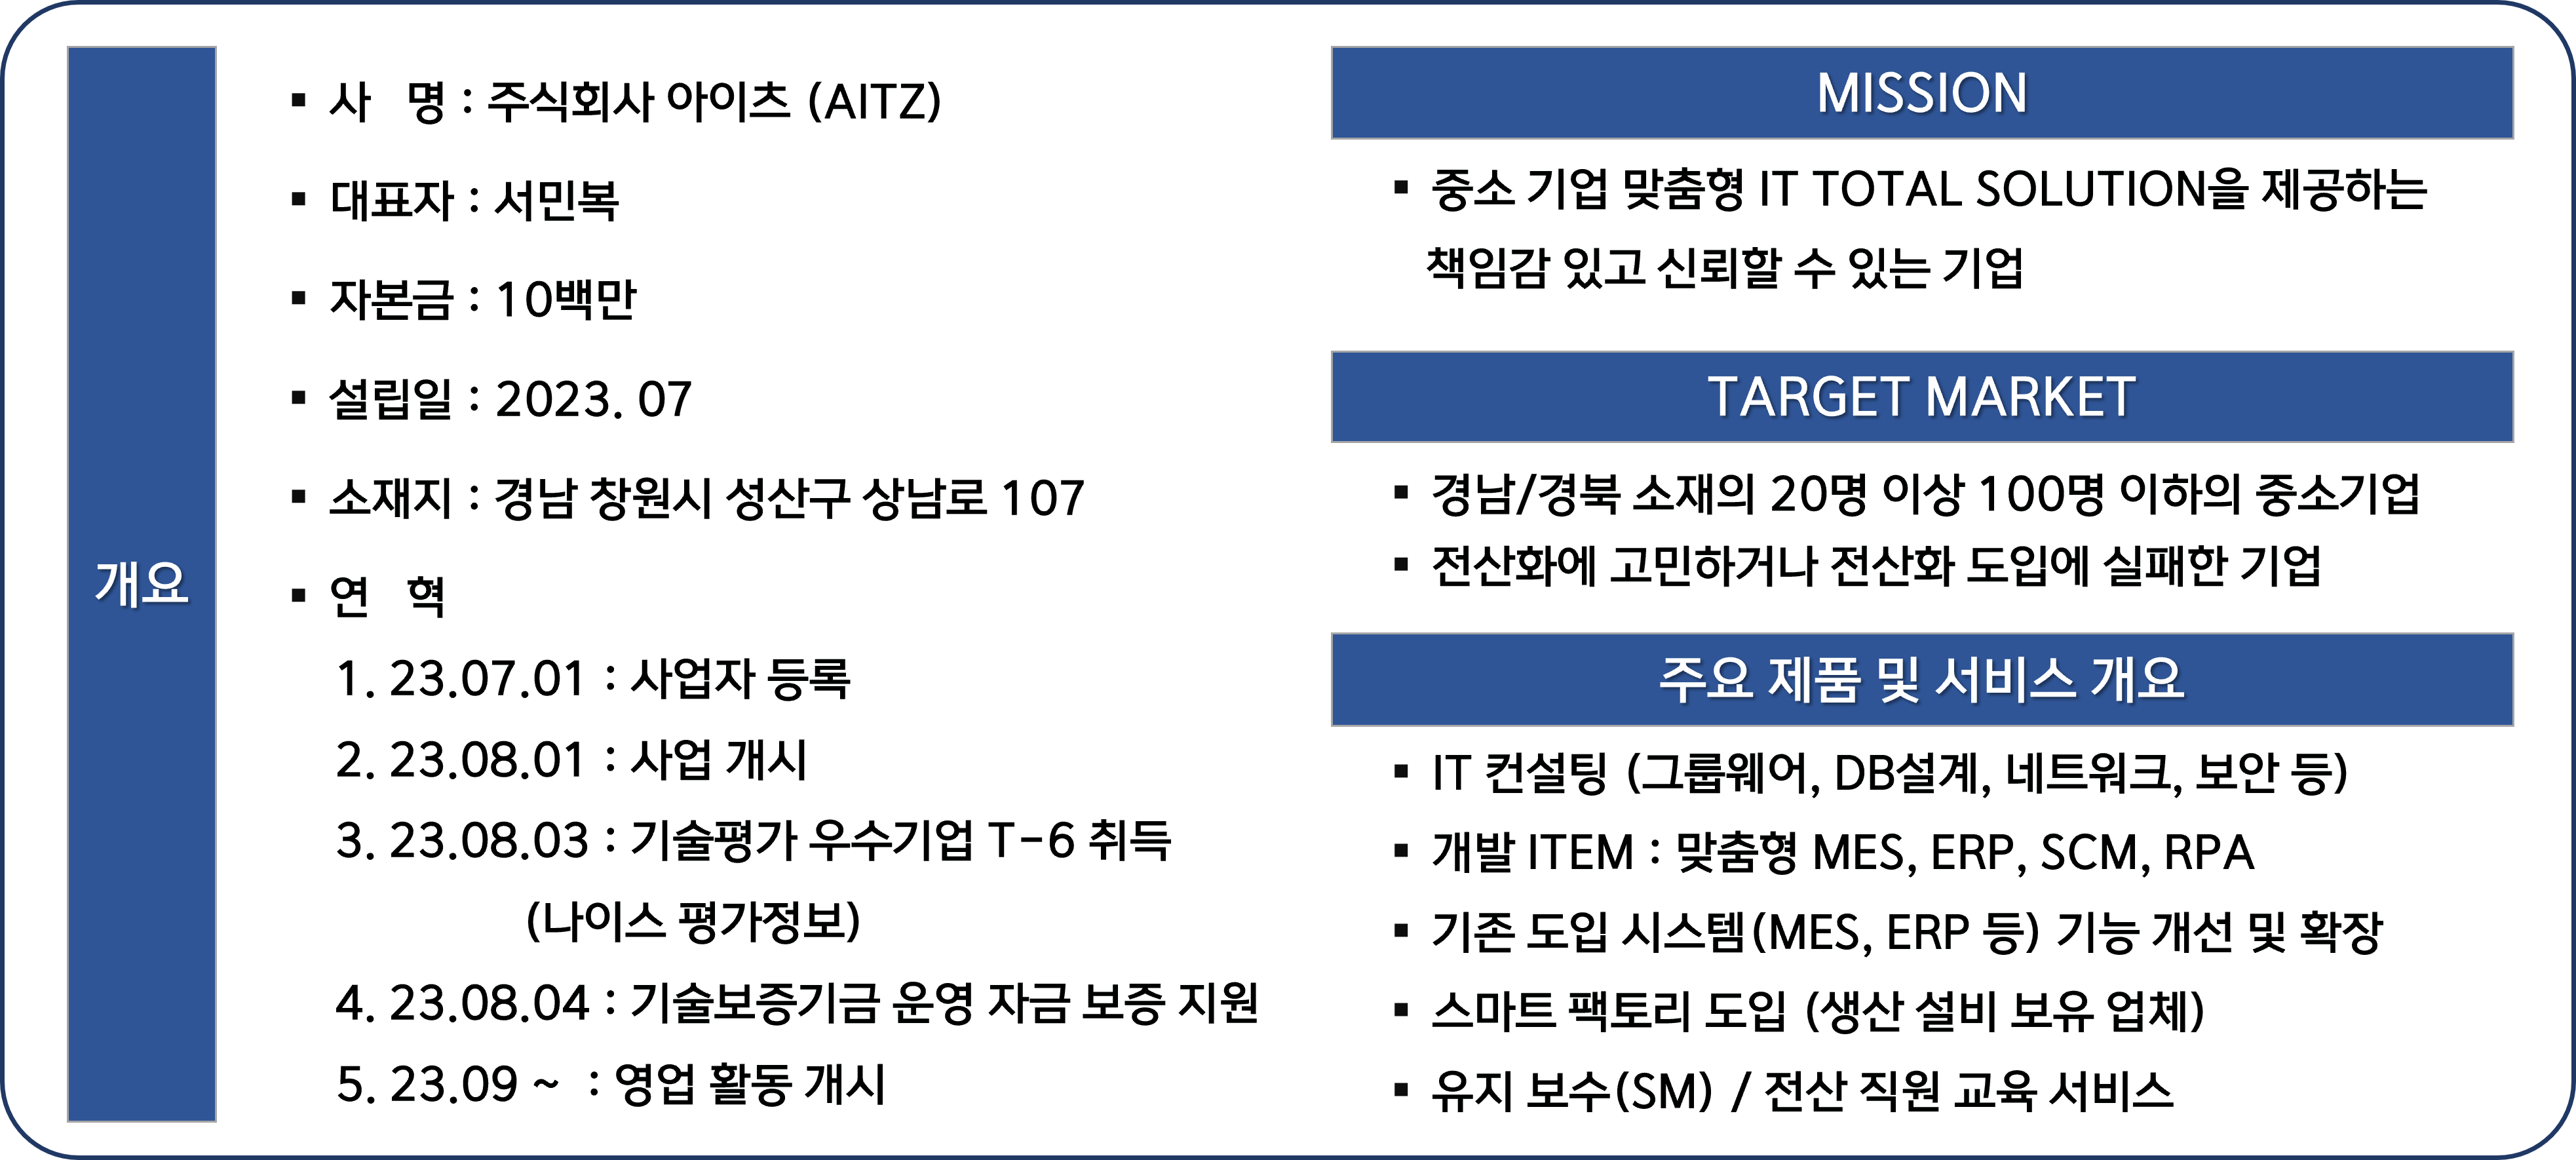 개요
▪ 사 명 : 주식회사 아이츠 (AITZ)
▪ 대표자 : 서민복
▪ 자본금 : 10백만
▪ 설립일 : 2023. 07
▪ 소재지 : 경남 창원시 성산구 상남로 107
▪ 연 혁
1. 23.07.01 : 사업자 등록
2. 23.08.01 : 사업 개시
3. 23.08.03 : 기술평가 우수기업 T-6 취득
(나이스 평가정보)
4. 23.08.04 : 기술보증기금 운영 자금 보증 지원
5. 23.09 ~ : 영업 활동 개시
MISSION
▪ 중소 기업 맞춤형 IT TOTAL SOLUTION을 제공하는
책임감 있고 신뢰할 수 있는 기업
TARGET MARKET
▪ 경남/경북 소재의 20명 이상 100명 이하의 중소기업
▪ 전산화에 고민하거나 전산화 도입에 실패한 기업
주요 제품 및 서비스 개요
▪ IT 컨설팅 (그룹웨어, DB설계, 네트워크, 보안 등)
▪ 개발 ITEM : 맞춤형 MES, ERP, SCM, RPA
▪ 기존 도입 시스템(MES, ERP 등) 기능 개선 및 확장
▪ 스마트 팩토리 도입 (생산 설비 보유 업체)
▪ 유지 보수(SM) / 전산 직원 교육 서비스